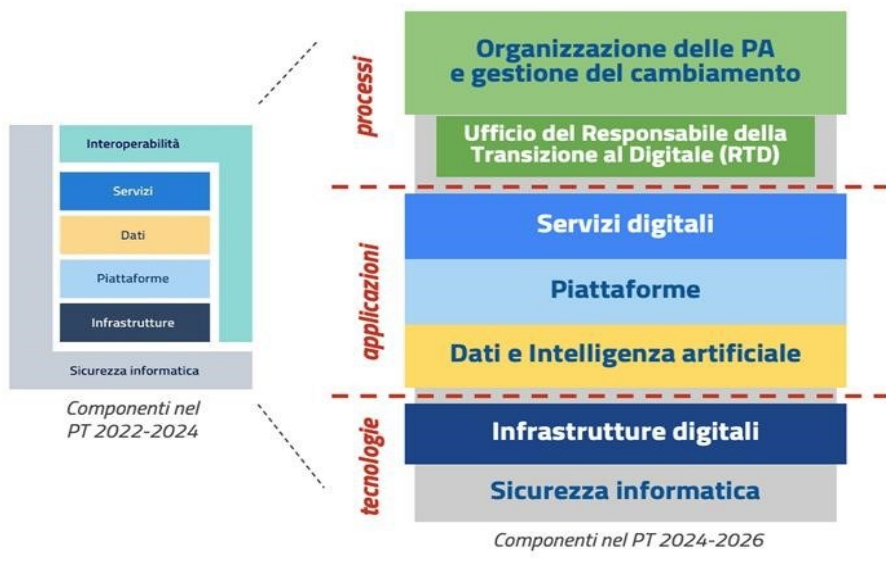 Interoperabilità
Servizi
Dati
Piattaforme
Infrastrutture
Sicurezza informatica
Componenti nel
PT 2022-2024
processi
Organizzazione delle PA
e gestione del cambiamento
Ufficio del Responsabile della
Transizione al Digitale (RTD)
applicazioni
Servizi digitali
Piattaforme
Dati e Intelligenza artificiale
tecnologie
Infrastrutture digitali
Sicurezza informatica
Componenti nel PT 2024-2026